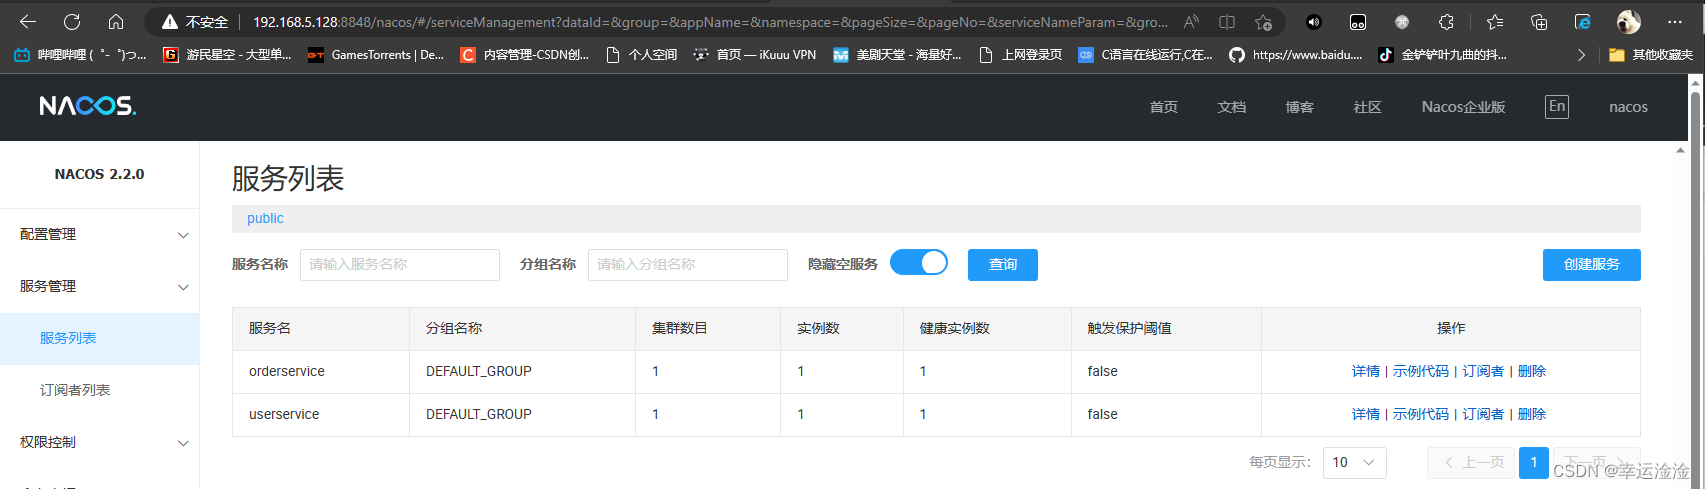 不安全 192.168.5.128:8848/nacos/#/serviceManagement?dataId=&group=&appName=&namespace=&pageSize=&pageNo=&serviceNameParam=&gro...
哔哩哔哩 (゜-゜)つ... 游民星空 - 大型单... GamesTorrents | De... 内容管理-CSDN创... 个人空间 首页 — iKuuu VPN 美剧天堂 - 海量好... 上网登录页 C语言在线运行,C在... https://www.baidu.... 金铲铲叶九曲的抖... 其他收藏夹
NACOS. 首页 文档 博客 社区 Nacos企业版 En nacos
NACOS 2.2.0
配置管理
服务管理
服务列表
订阅者列表
权限控制
服务列表
public
服务名称 请输入服务名称 分组名称 请输入分组名称 隐藏空服务 查询 创建服务
服务名 分组名称 集群数目 实例数 健康实例数 触发保护阈值 操作
orderservice DEFAULT_GROUP 1 1 1 false 详情 | 示例代码 | 订阅者 | 删除
userservice DEFAULT_GROUP 1 1 1 false 详情 | 示例代码 | 订阅者 | 删除
每页显示: 10 上一页 1 下一页
CSDN @幸运淦淦